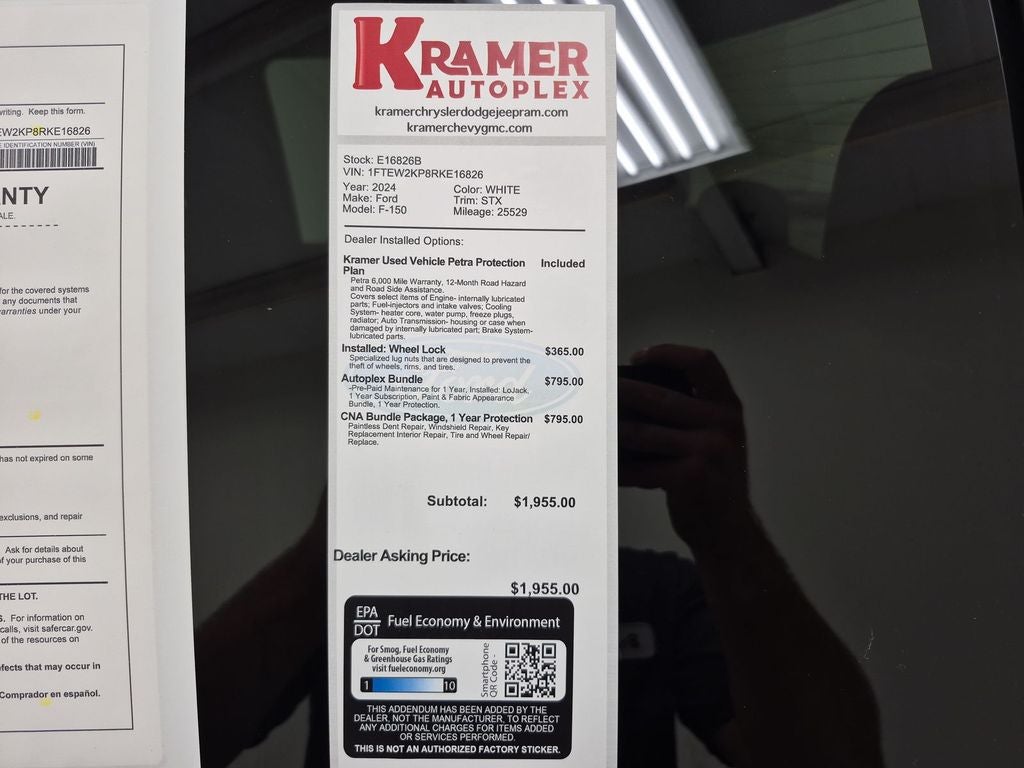 writing. Keep this form.
EW2KP8RKE16826
IDENTIFICATION NUMBER (VIN)
NTY
ALE.
for the covered systems
any documents that
warranties under your
has not expired on some
exclusions, and repair
Ask for details about
of your purchase of this
THE LOT.
S. For information on
calls, visit safercar.gov.
of the resources on
efects that may occur in
Comprador en español.
KRAMER
AUTOPLEX
kramerchryslerdodgejeepram.com
kramerchevygmc.com
Stock: E16826B
VIN: 1FTEW2KP8RKE16826
Year: 2024 Color: WHITE
Make: Ford Trim: STX
Model: F-150 Mileage: 25529
Dealer Installed Options:
Kramer Used Vehicle Petra Protection Included
Plan
Petra 6,000 Mile Warranty, 12-Month Road Hazard
and Road Side Assistance.
Covers select items of Engine- internally lubricated
parts; Fuel-injectors and intake valves; Cooling
System- heater core, water pump, freeze plugs,
radiator; Auto Transmission- housing or case when
damaged by internally lubricated part; Brake System-
lubricated parts.
Installed: Wheel Lock $365.00
Specialized lug nuts that are designed to prevent the
theft of wheels, rims, and tires.
Autoplex Bundle $795.00
-Pre-Paid Maintenance for 1 Year, Installed: LoJack,
1 Year Subscription, Paint & Fabric Appearance
Bundle, 1 Year Protection.
CNA Bundle Package, 1 Year Protection $795.00
Paintless Dent Repair, Windshield Repair, Key
Replacement Interior Repair, Tire and Wheel Repair/
Replace.
Subtotal: $1,955.00
Dealer Asking Price:
$1,955.00
EPA
DOT Fuel Economy & Environment
For Smog, Fuel Economy
& Greenhouse Gas Ratings
visit fueleconomy.org
1 10
Smartphone
QR Code -
THIS ADDENDUM HAS BEEN ADDED BY THE
DEALER, NOT THE MANUFACTURER, TO REFLECT
ANY ADDITIONAL CHARGES FOR ITEMS ADDED
OR SERVICES PERFORMED.
THIS IS NOT AN AUTHORIZED FACTORY STICKER.